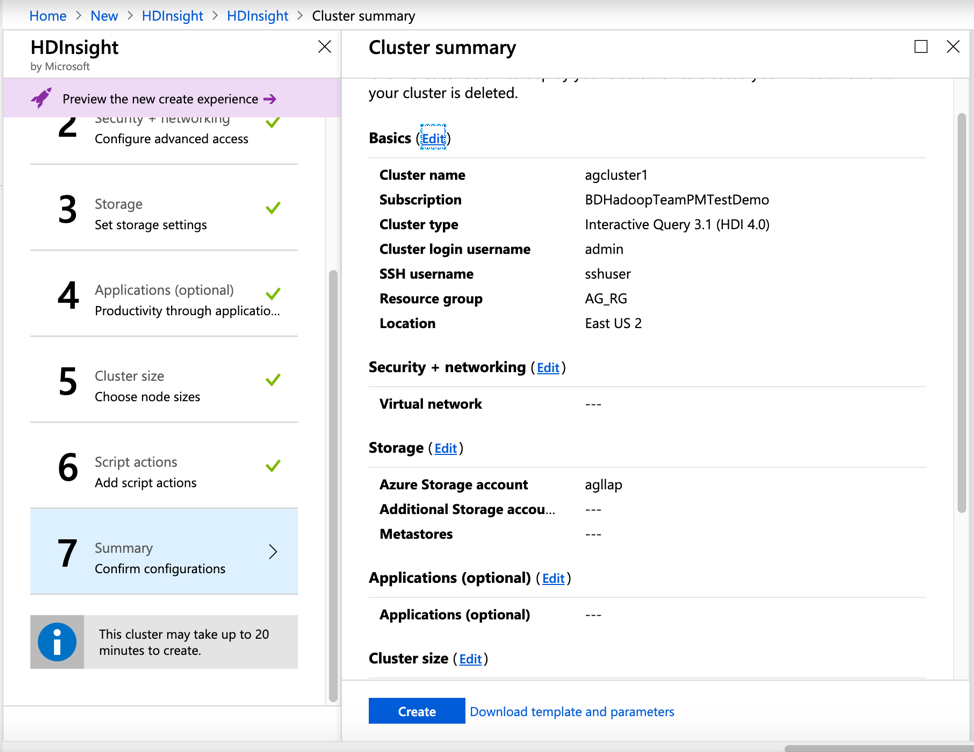 Home > New > HDInsight > HDInsight > Cluster summary
HDInsight
by Microsoft
Preview the new create experience →
2 Security + networking
Configure advanced access
3 Storage
Set storage settings
4 Applications (optional)
Productivity through applicatio...
5 Cluster size
Choose node sizes
6 Script actions
Add script actions
7 Summary
Confirm configurations
This cluster may take up to 20
minutes to create.
Cluster summary
your cluster is deleted.
Basics (Edit)
Cluster name agcluster1
Subscription BDHadoopTeamPMTestDemo
Cluster type Interactive Query 3.1 (HDI 4.0)
Cluster login username admin
SSH username sshuser
Resource group AG_RG
Location East US 2
Security + networking (Edit)
Virtual network ---
Storage (Edit)
Azure Storage account agllap
Additional Storage accou... ---
Metastores ---
Applications (optional) (Edit)
Applications (optional) ---
Cluster size (Edit)
Create Download template and parameters